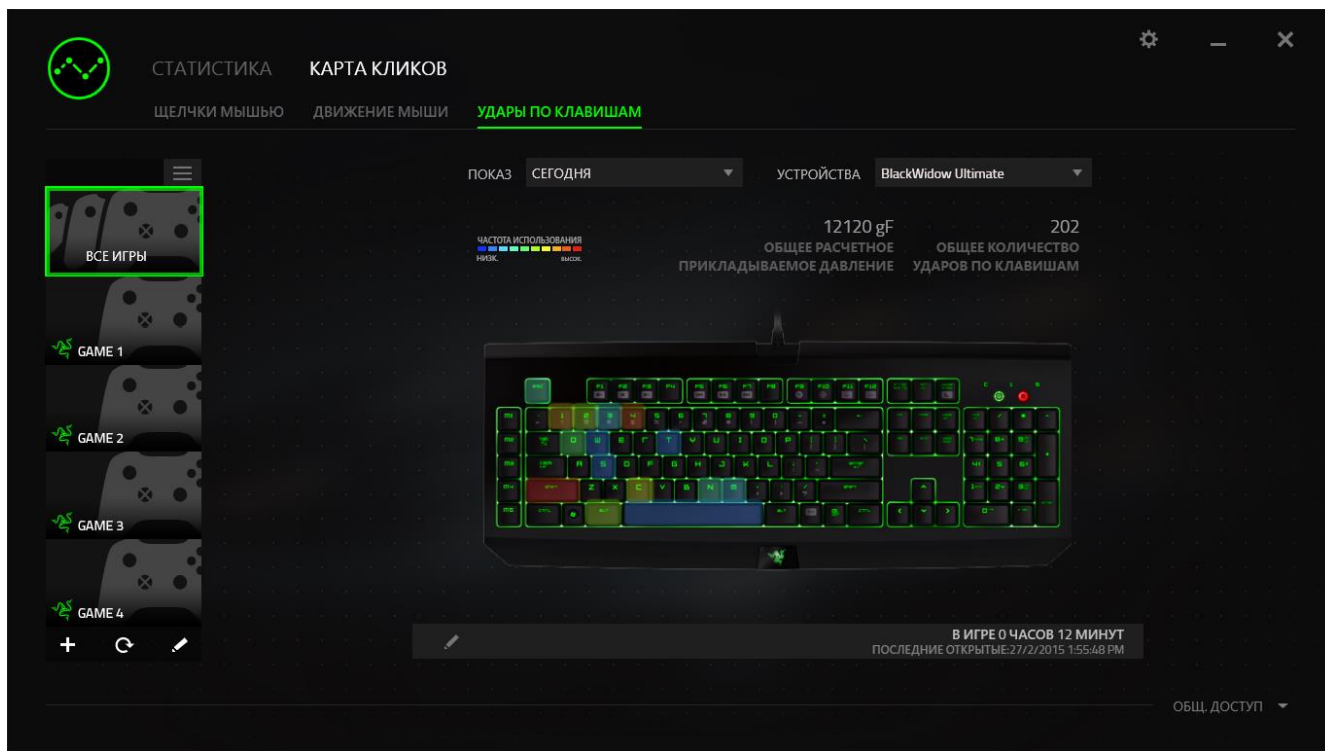 СТАТИСТИКА КАРТА КЛИКОВ
ЩЕЛЧКИ МЫШЬЮ ДВИЖЕНИЕ МЫШИ УДАРЫ ПО КЛАВИШАМ
ПОКАЗ СЕГОДНЯ УСТРОЙСТВА BlackWidow Ultimate
ВСЕ ИГРЫ
GAME 1
GAME 2
GAME 3
GAME 4
ЧАСТОТА ИСПОЛЬЗОВАНИЯ
НИЗК. ВЫСОК.
12120 gF
ОБЩЕЕ РАСЧЕТНОЕ
ПРИКЛАДЫВАЕМОЕ ДАВЛЕНИЕ
202
ОБЩЕЕ КОЛИЧЕСТВО
УДАРОВ ПО КЛАВИШАМ
В ИГРЕ 0 ЧАСОВ 12 МИНУТ
ПОСЛЕДНИЕ ОТКРЫТЫЕ:27/2/2015 1:55:48 PM
ОБЩ. ДОСТУП